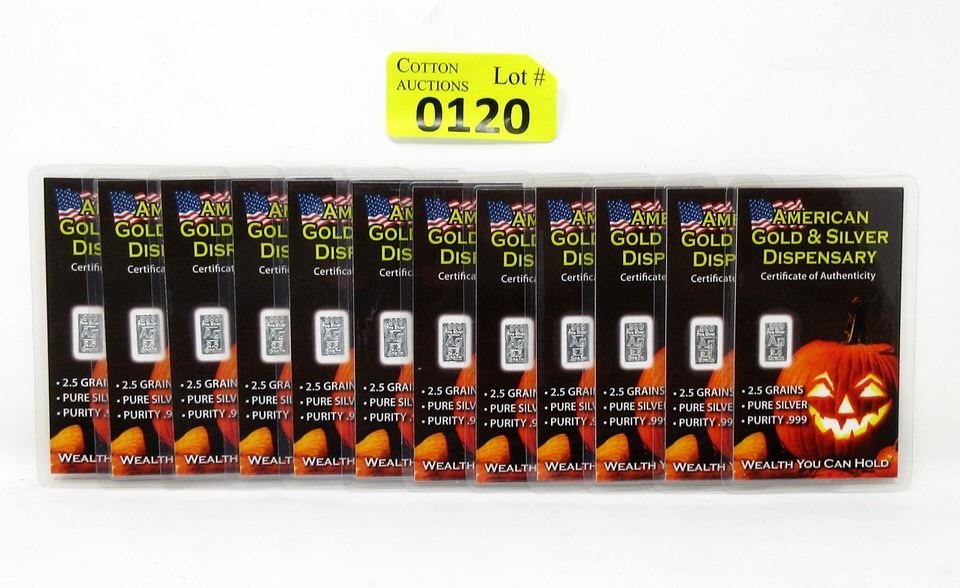 COTTON AUCTIONS Lot #
0120
AMERICAN
GOLD & SILVER
DISPENSARY
Certificate of Authenticity
Ag
• 2.5 GRAINS
• PURE SILVER
• PURITY .999
WEALTH YOU CAN HOLD